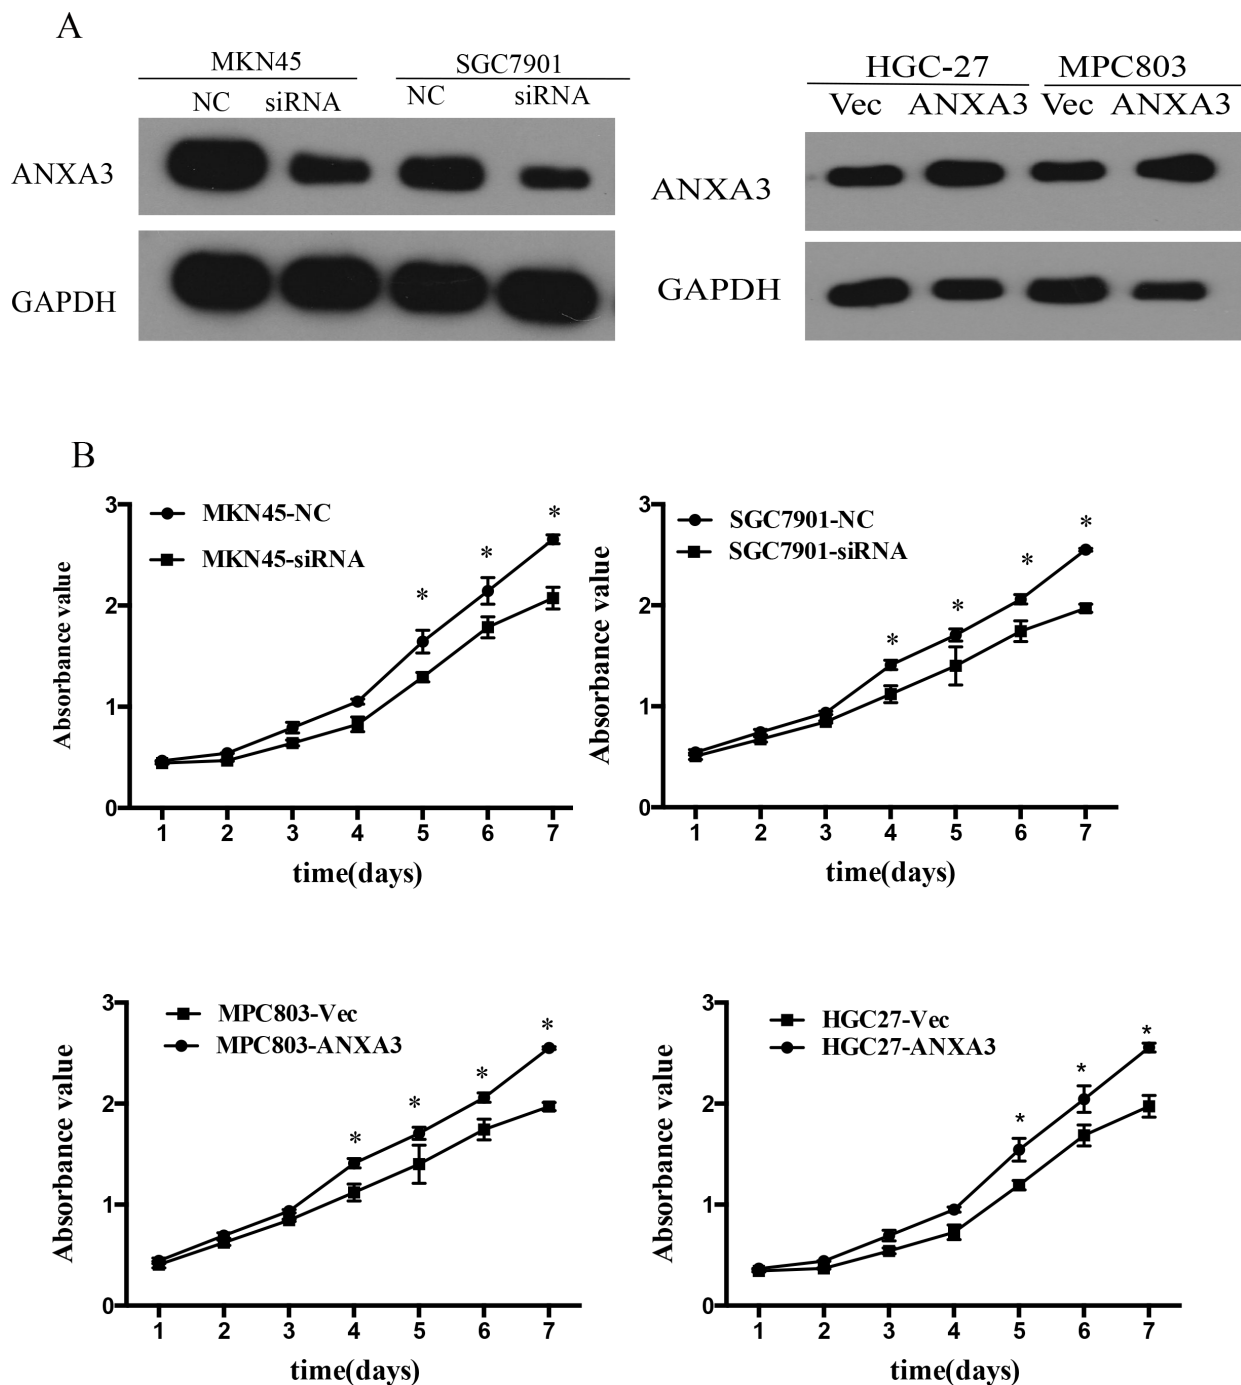 A
MKN45 SGC7901
NC siRNA NC siRNA
ANXA3
GAPDH
HGC-27 MPC803
Vec ANXA3 Vec ANXA3
ANXA3
GAPDH
B
MKN45-NC
MKN45-siRNA
Absorbance value
3
2
1
0
* * *
1 2 3 4 5 6 7
time(days)
SGC7901-NC
SGC7901-siRNA
Absorbance value
3
2
1
0
* * * *
1 2 3 4 5 6 7
time(days)
MPC803-Vec
MPC803-ANXA3
Absorbance value
3
2
1
0
* * * *
1 2 3 4 5 6 7
time(days)
HGC27-Vec
HGC27-ANXA3
Absorbance value
3
2
1
0
* * *
1 2 3 4 5 6 7
time(days)